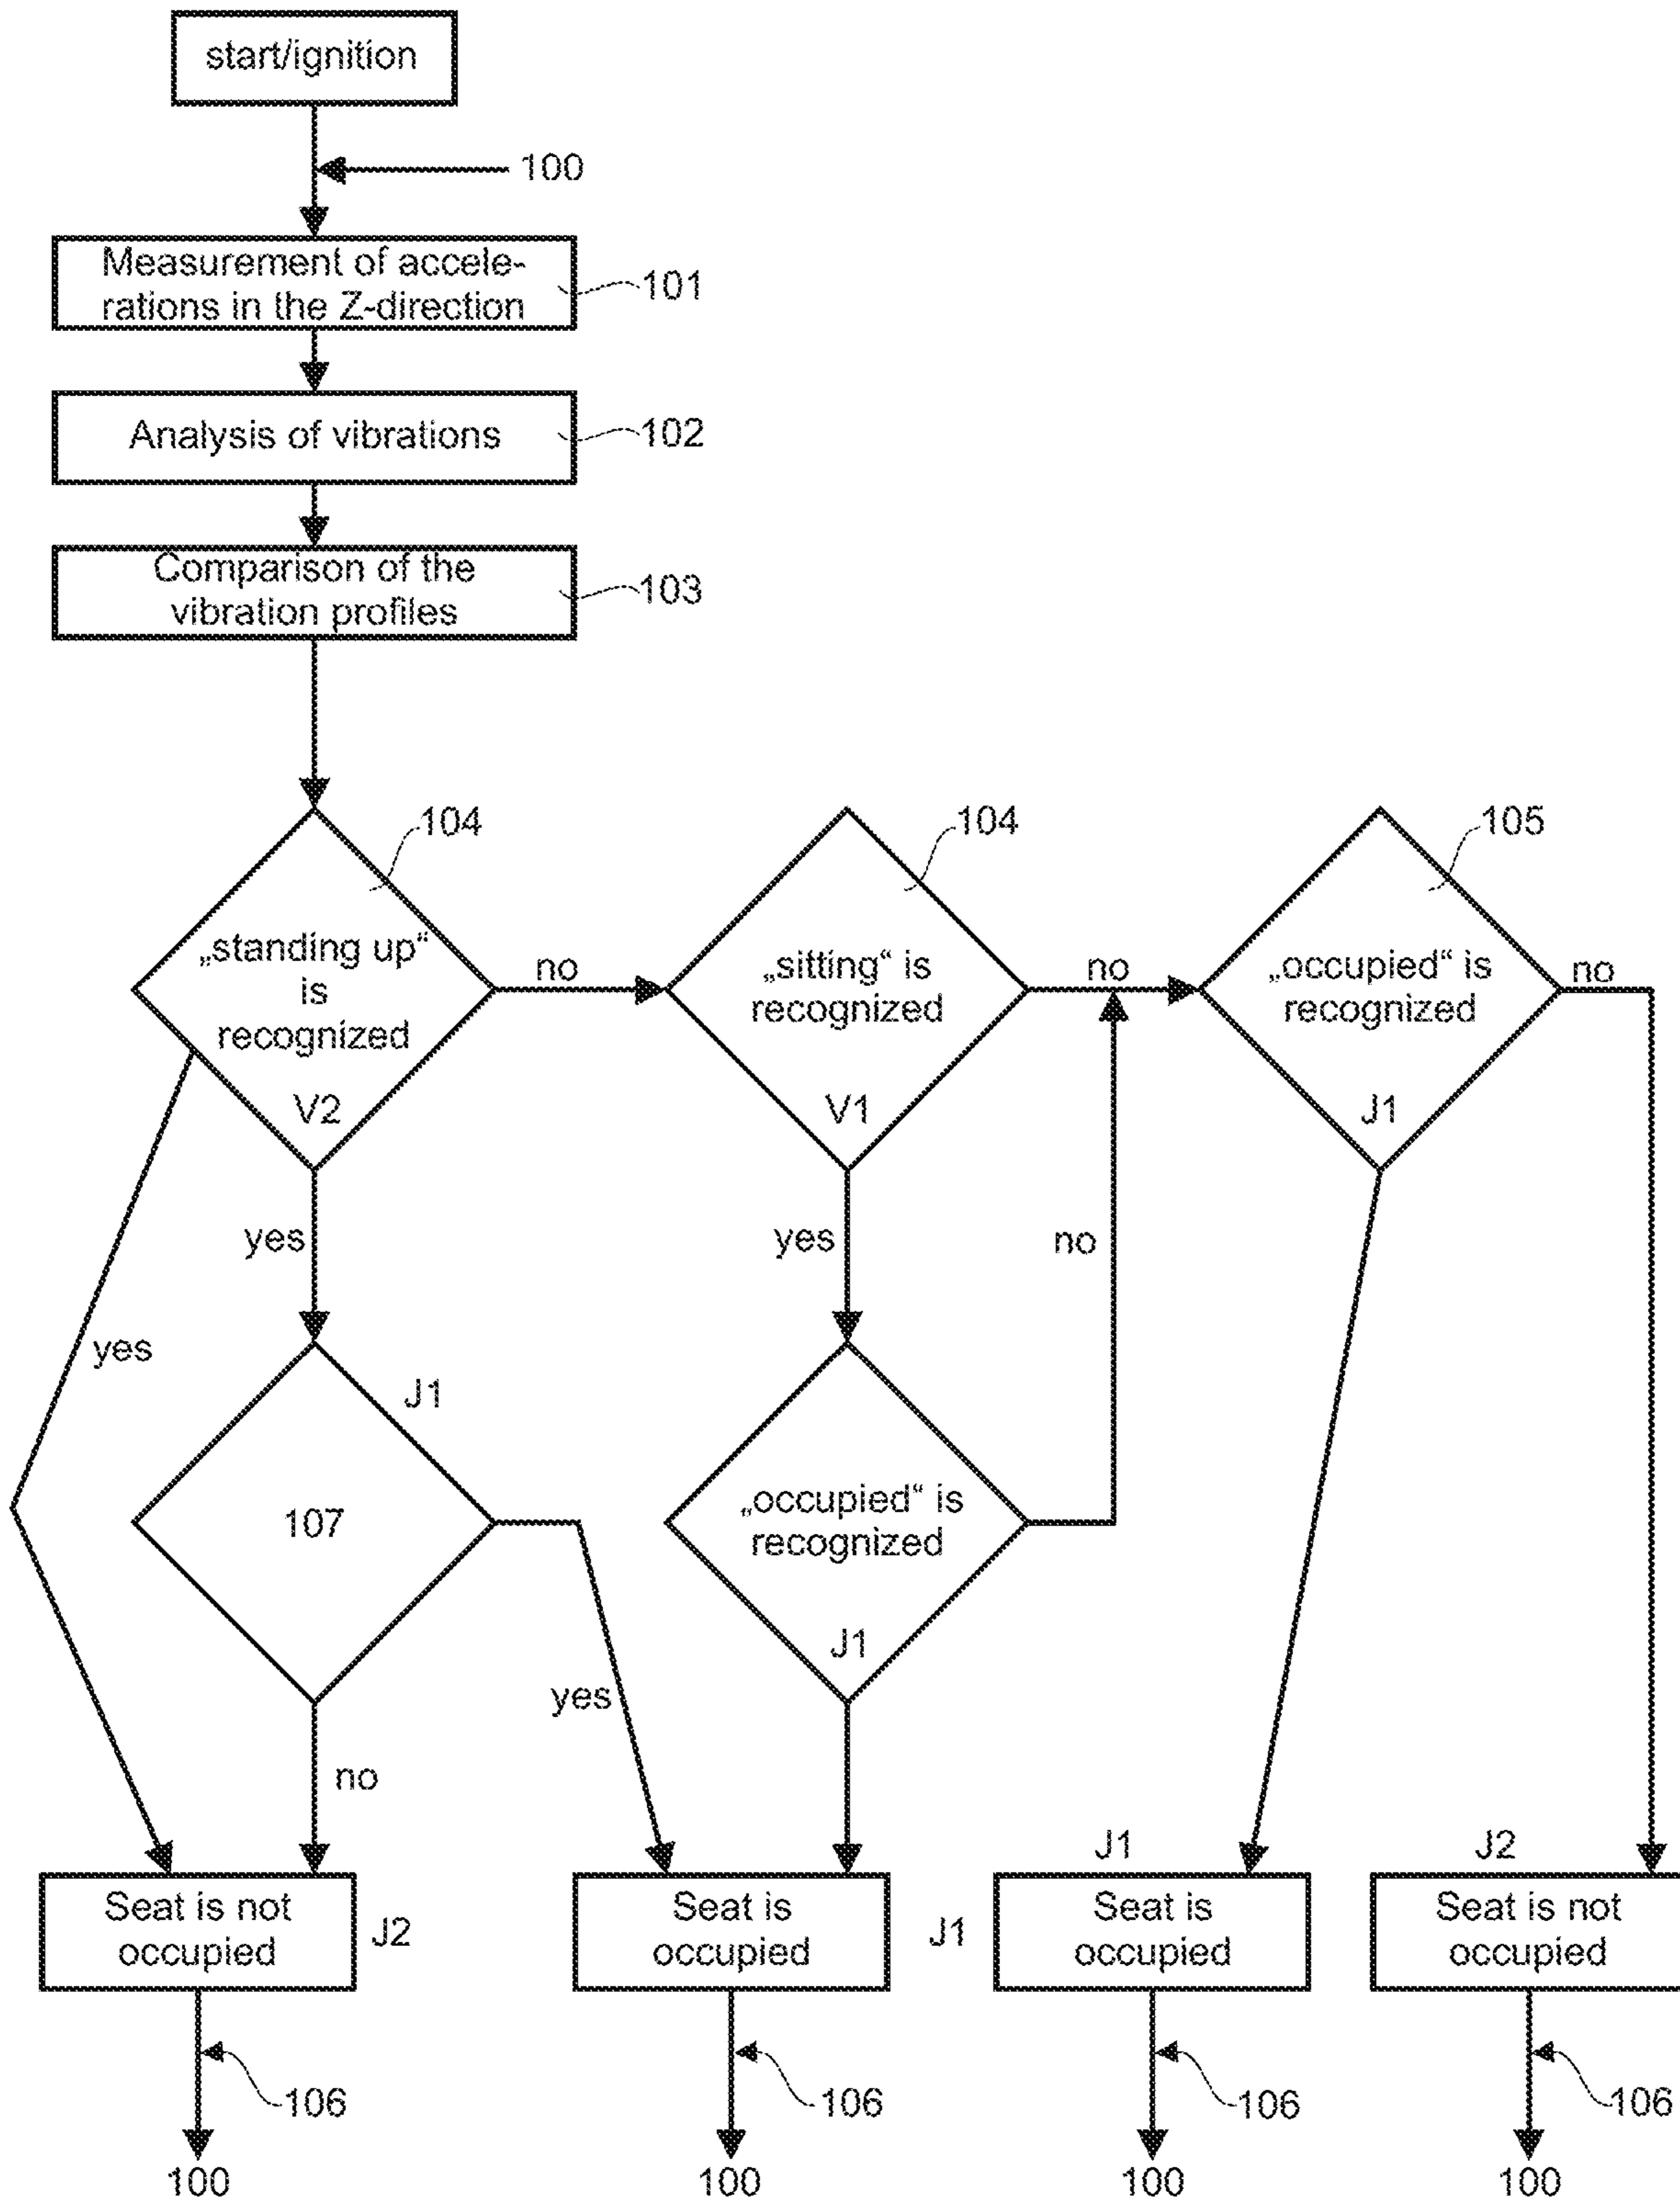 start/ignition
100
Measurement of accele-
rations in the Z-direction
101
Analysis of vibrations
102
Comparison of the
vibration profiles
103
104
„standing up“
is
recognized
V2
no
104
„sitting“ is
recognized
V1
no
105
„occupied“ is
recognized
J1
no
yes
yes
yes
no
J1
107
„occupied“ is
recognized
J1
yes
no
J1
J2
Seat is not
occupied
J2
Seat is
occupied
J1
Seat is
occupied
Seat is not
occupied
106
106
106
106
100
100
100
100